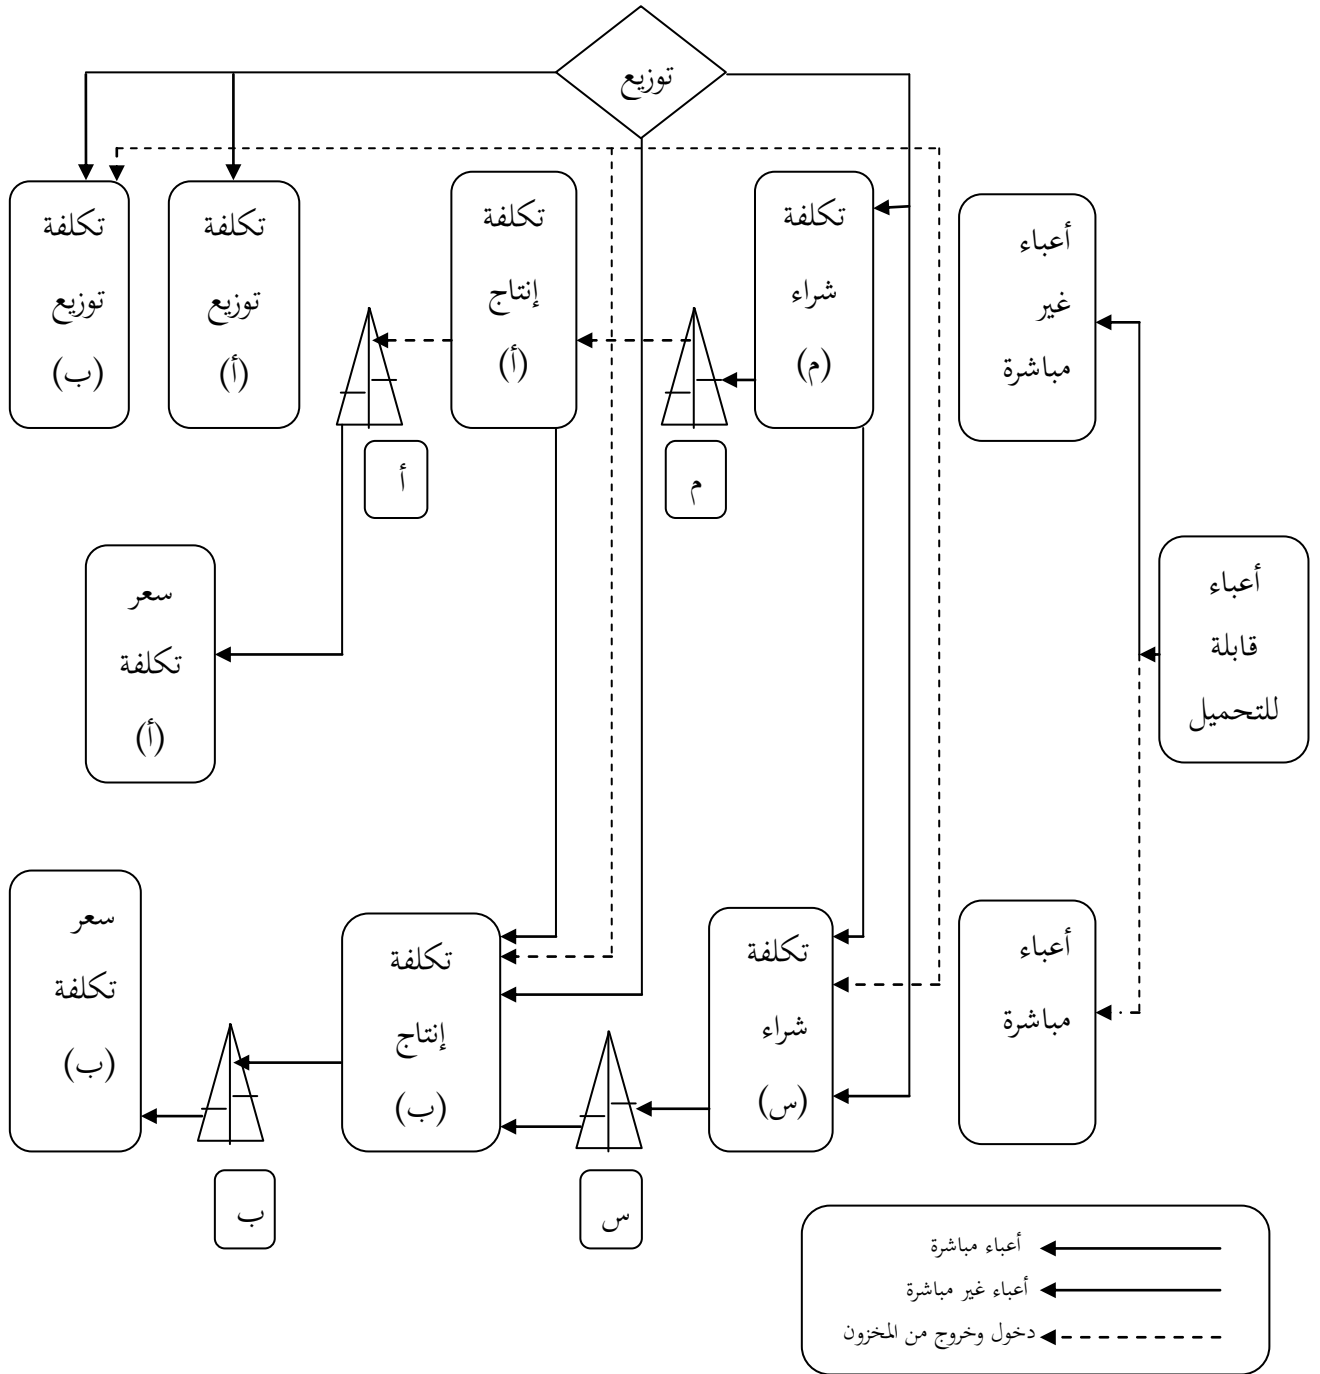 توزيع
أعباء
غير
مباشرة
تكلفة
شراء
(م)
تكلفة
إنتاج
(أ)
تكلفة
توزيع
(أ)
تكلفة
توزيع
(ب)
م
أ
أعباء
قابلة
للتحميل
سعر
تكلفة
(أ)
أعباء
مباشرة
تكلفة
شراء
(س)
تكلفة
إنتاج
(ب)
سعر
تكلفة
(ب)
س
ب
أعباء مباشرة
أعباء غير مباشرة
دخول وخروج من المخزون